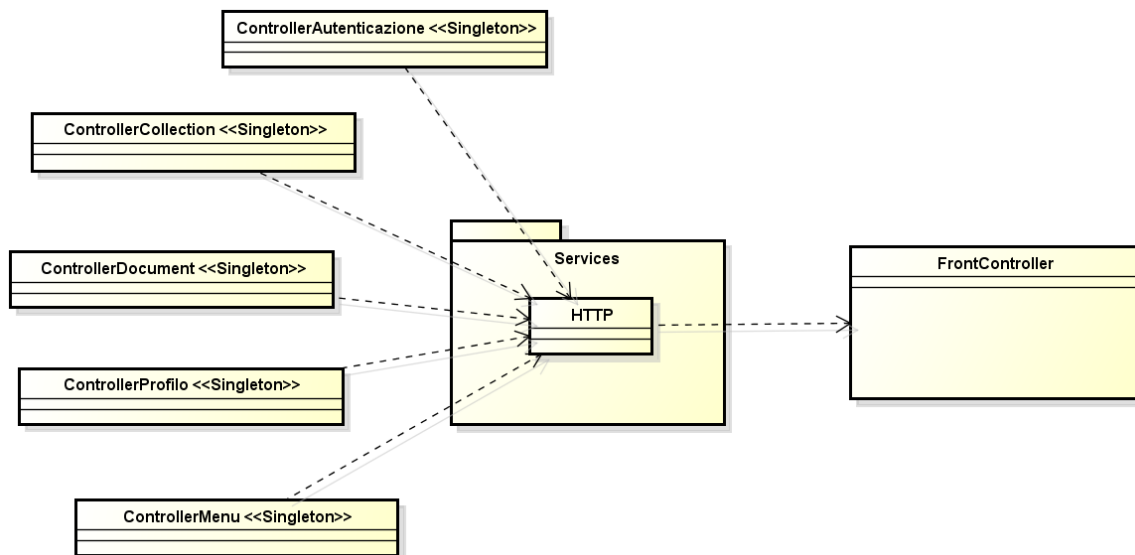 ControllerAutenticazione <<Singleton>>
ControllerCollection <<Singleton>>
ControllerDocument <<Singleton>>
Services
FrontController
HTTP
ControllerProfilo <<Singleton>>
ControllerMenu <<Singleton>>